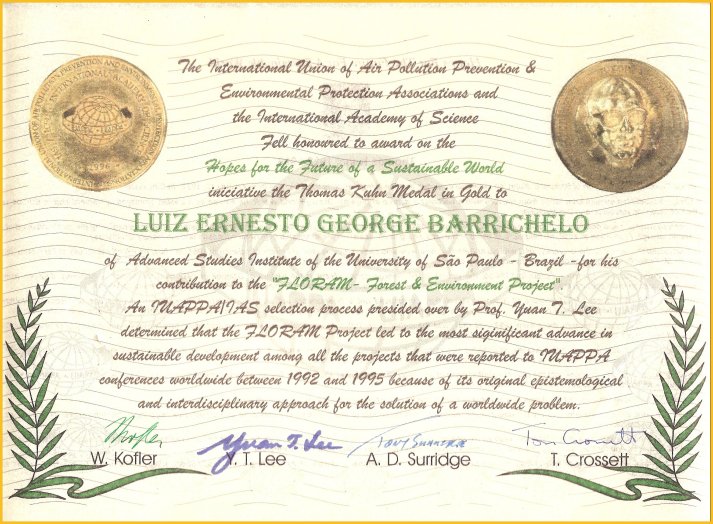 The International Union of Air Pollution Prevention &
Environmental Protection Associations and
the International Academy of Science
Fell honoured to award on the
Hopes for the Future of a Sustainable World
iniciative the Thomas Kuhn Medal in Gold to
LUIZ ERNESTO GEORGE BARRICHELO
of Advanced Studies Institute of the University of São Paulo - Brazil -for his
contribution to the "FLORAM- Forest & Environment Project".
An IUAPPA/IAS selection process presided over by Prof. Yuan T. Lee
determined that the FLORAM Project led to the most siginificant advance in
sustainable development among all the projects that were reported to IUAPPA
conferences worldwide between 1992 and 1995 because of its original epistemological
and interdisciplinary approach for the solution of a worldwide problem.
Yuan T. Lee Tom Crossett
W. Kofler Y. T. Lee A. D. Surridge T. Crossett